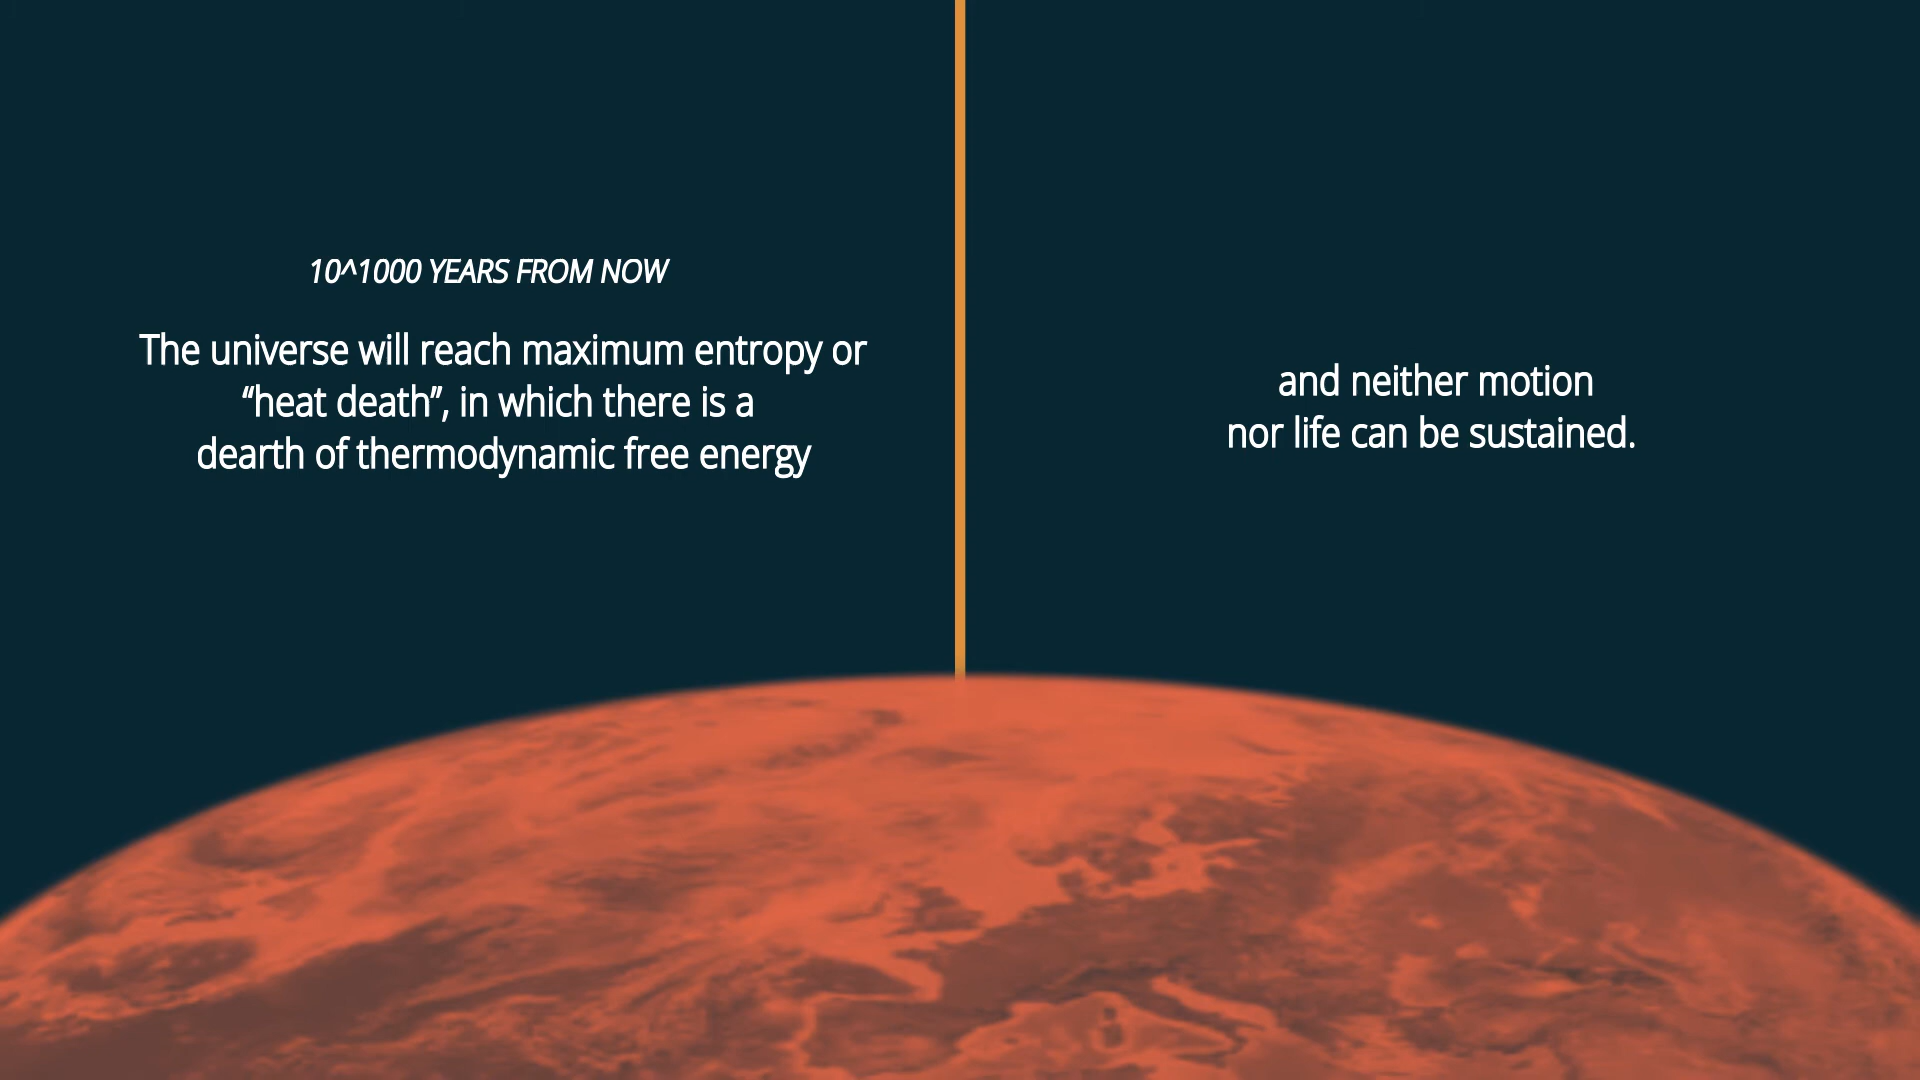 10^1000 YEARS FROM NOW
The universe will reach maximum entropy or
“heat death”, in which there is a
dearth of thermodynamic free energy
and neither motion
nor life can be sustained.